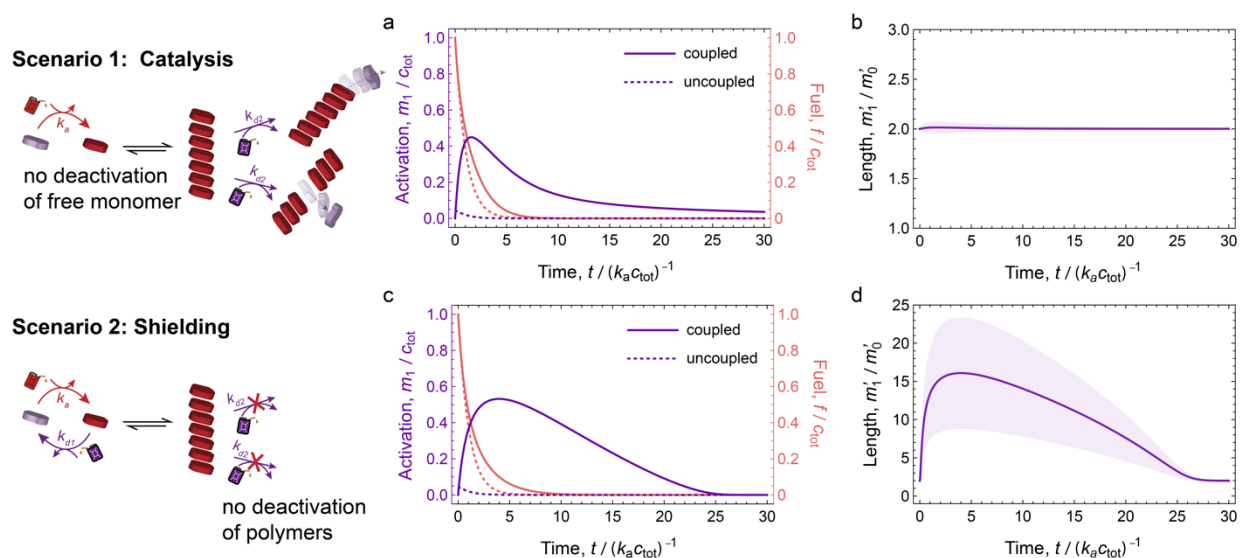 Scenario 1: Catalysis
k_a
no deactivation
of free monomer
k_d2
k_d2
a
Activation, m_1 / c_tot
1.0
0.8
0.6
0.4
0.2
0.0
coupled
uncoupled
1.0
0.8
0.6
0.4
0.2
0.0
Fuel, f / c_tot
0 5 10 15 20 25 30
Time, t / (k_a c_tot)^−1
b
Length, m′_1 / m′_0
3.0
2.5
2.0
1.5
1.0
0 5 10 15 20 25 30
Time, t / (k_a c_tot)^−1
Scenario 2: Shielding
k_a
k_d1
k_d2
k_d2
no deactivation
of polymers
c
Activation, m_1 / c_tot
1.0
0.8
0.6
0.4
0.2
0.0
coupled
uncoupled
1.0
0.8
0.6
0.4
0.2
0.0
Fuel, f / c_tot
0 5 10 15 20 25 30
Time, t / (k_a c_tot)^−1
d
Length, m′_1 / m′_0
25
20
15
10
5
0
0 5 10 15 20 25 30
Time, t / (k_a c_tot)^−1